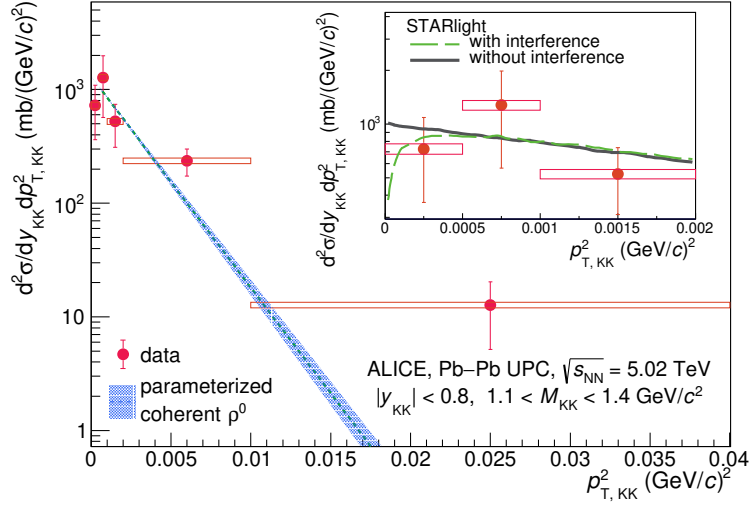 d²σ/dy_KK dp²_T, KK (mb/(GeV/c)²)
10³
10²
10
1
0 0.005 0.01 0.015 0.02 0.025 0.03 0.035 0.04
p²_T, KK (GeV/c)²
data
parameterized
coherent ρ⁰
ALICE, Pb−Pb UPC, √s_NN = 5.02 TeV
|y_KK| < 0.8, 1.1 < M_KK < 1.4 GeV/c²
STARlight
with interference
without interference
d²σ/dy_KK dp²_T, KK (mb/(GeV/c)²)
10³
0 0.0005 0.001 0.0015 0.002
p²_T, KK (GeV/c)²